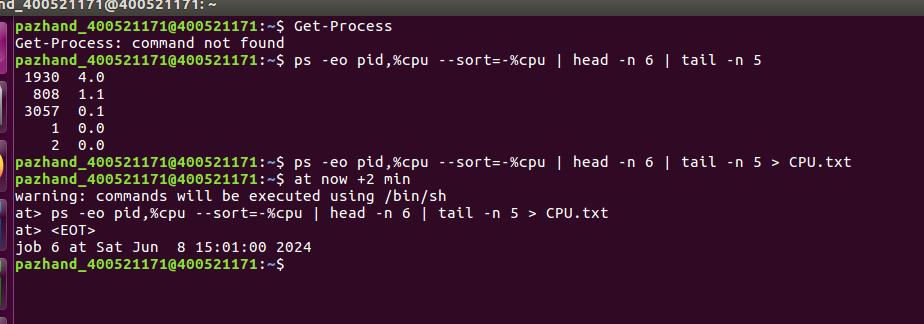 nd_400521171@400521171: ~
pazhand_400521171@400521171:~$ Get-Process
Get-Process: command not found
pazhand_400521171@400521171:~$ ps -eo pid,%cpu --sort=-%cpu | head -n 6 | tail -n 5
 1930  4.0
  808  1.1
 3057  0.1
    1  0.0
    2  0.0
pazhand_400521171@400521171:~$ ps -eo pid,%cpu --sort=-%cpu | head -n 6 | tail -n 5 > CPU.txt
pazhand_400521171@400521171:~$ at now +2 min
warning: commands will be executed using /bin/sh
at> ps -eo pid,%cpu --sort=-%cpu | head -n 6 | tail -n 5 > CPU.txt
at> <EOT>
job 6 at Sat Jun  8 15:01:00 2024
pazhand_400521171@400521171:~$